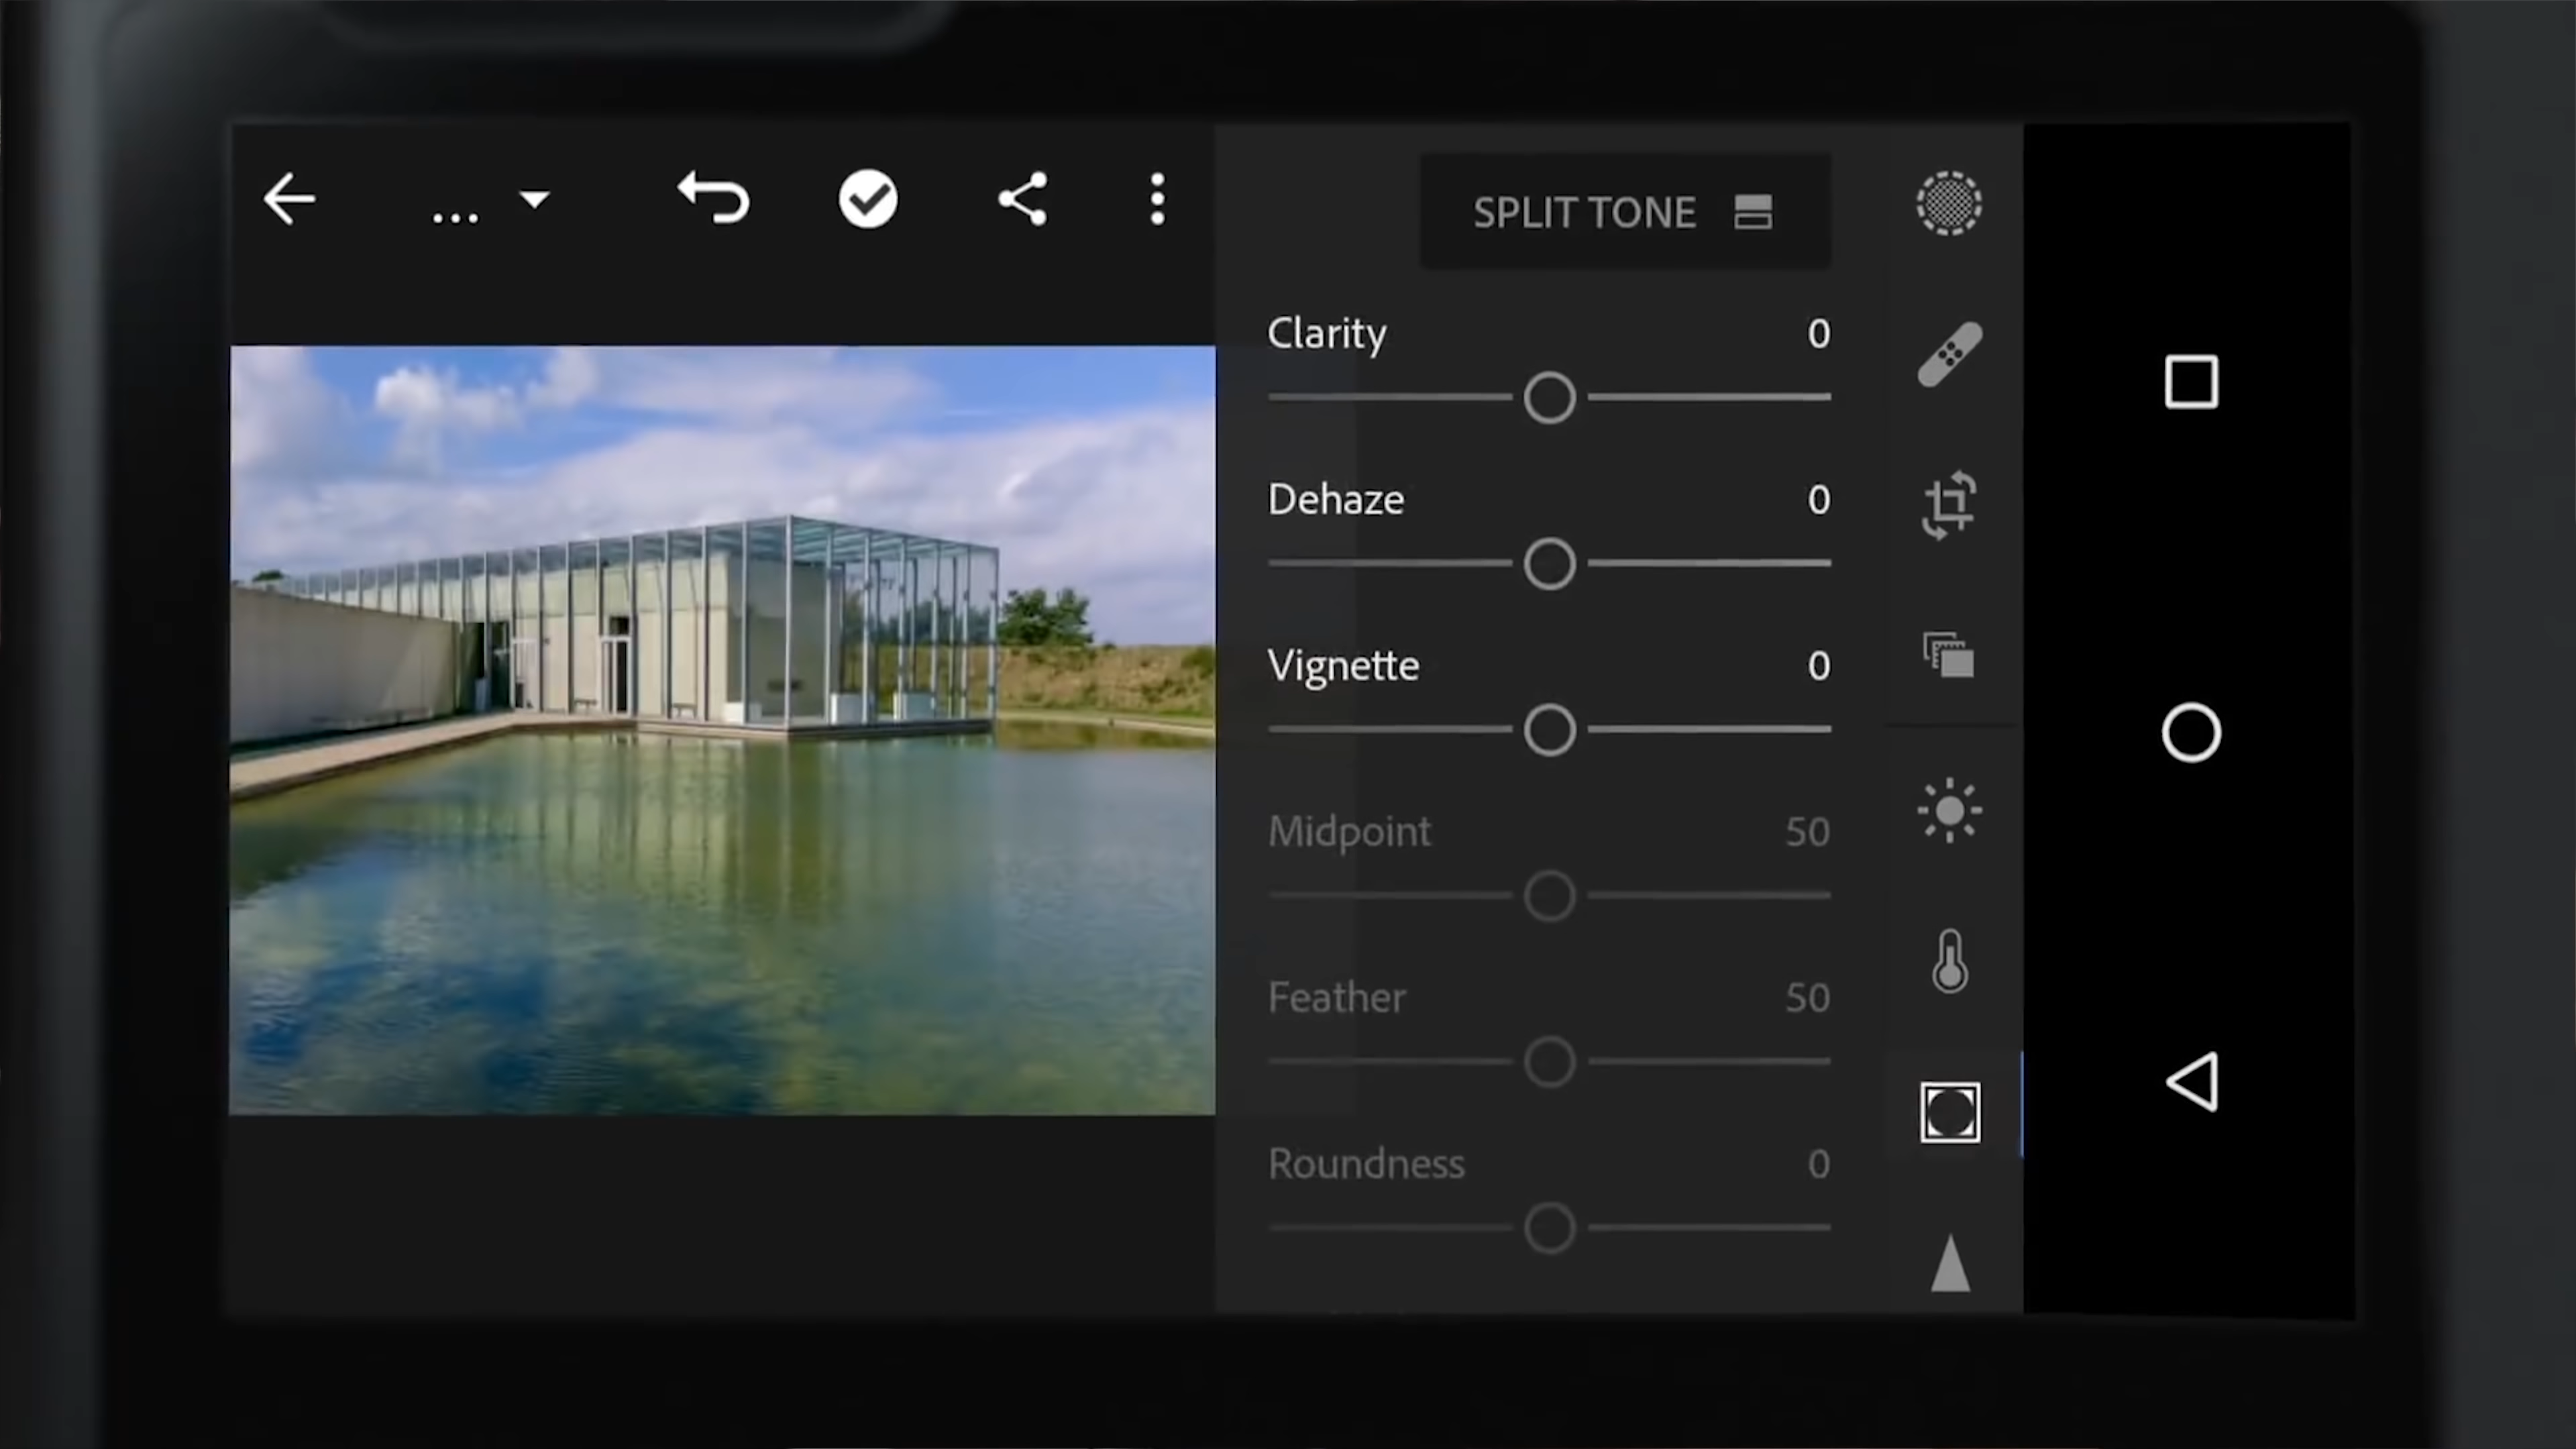 ...
SPLIT TONE
Clarity 0
Dehaze 0
Vignette 0
Midpoint 50
Feather 50
Roundness 0